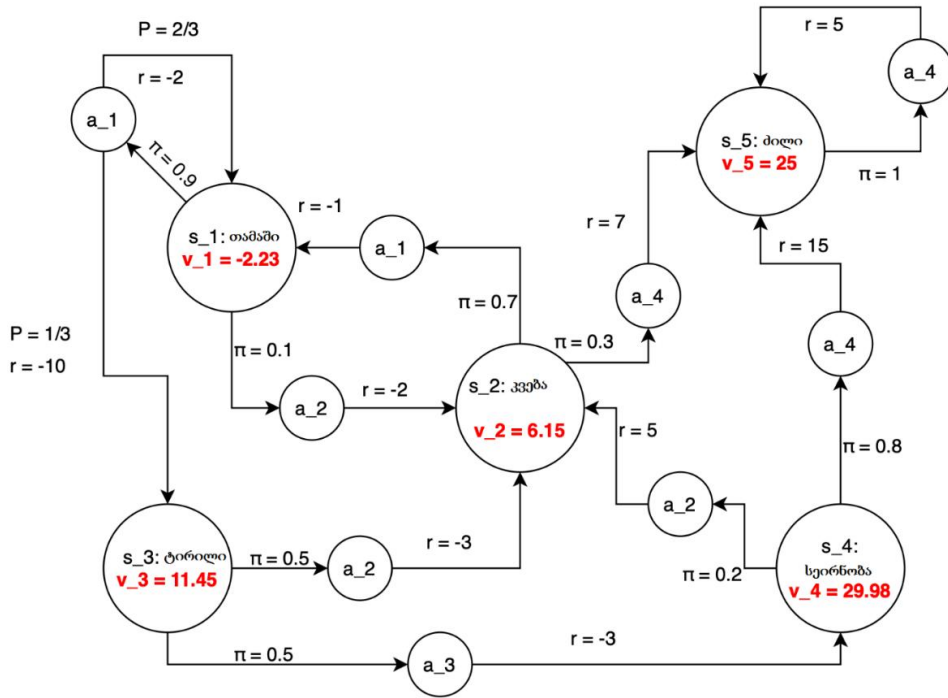 P = 2/3
r = -2
a_1
π = 0.9
s_1: თამაში
v_1 = -2.23
r = -1
a_1
π = 0.7
P = 1/3
r = -10
π = 0.1
a_2
r = -2
s_2: კვება
v_2 = 6.15
π = 0.3
a_4
r = 7
r = 5
a_4
s_5: ძილი
v_5 = 25
π = 1
r = 15
a_4
π = 0.8
r = 5
a_2
π = 0.2
s_4:
სეირნობა
v_4 = 29.98
s_3: ტირილი
v_3 = 11.45
π = 0.5
a_2
r = -3
π = 0.5
a_3
r = -3